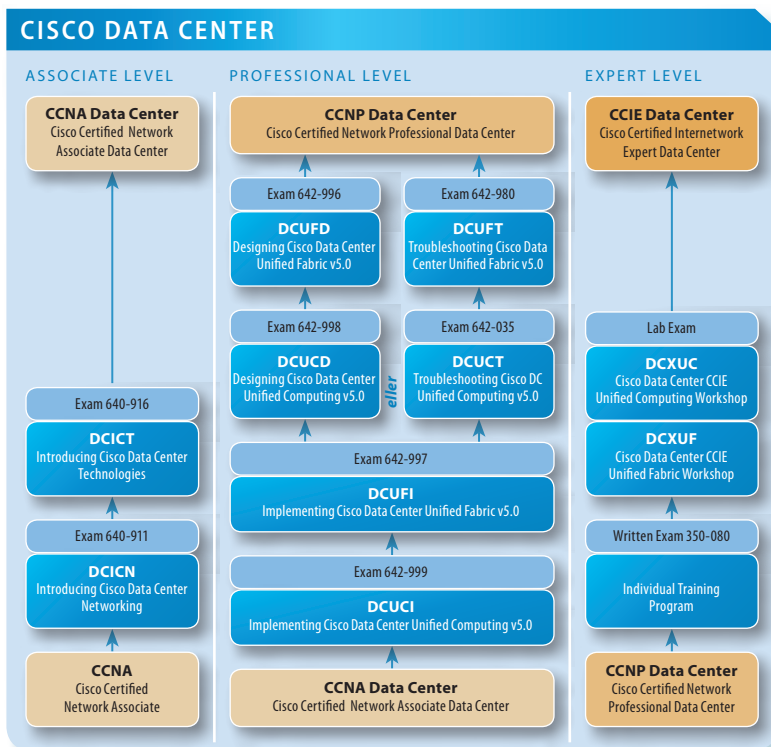 CISCO DATA CENTER
ASSOCIATE LEVEL
CCNA Data Center
Cisco Certified Network
Associate Data Center
Exam 640-916
DCICT
Introducing Cisco Data Center
Technologies
Exam 640-911
DCICN
Introducing Cisco Data Center
Networking
CCNA
Cisco Certified
Network Associate
PROFESSIONAL LEVEL
CCNP Data Center
Cisco Certified Network Professional Data Center
Exam 642-996
DCUFD
Designing Cisco Data Center
Unified Fabric v5.0
Exam 642-980
DCUFT
Troubleshooting Cisco Data
Center Unified Fabric v5.0
Exam 642-998
DCUCD
Designing Cisco Data Center
Unified Computing v5.0
eller
Exam 642-035
DCUCT
Troubleshooting Cisco DC
Unified Computing v5.0
Exam 642-997
DCUFI
Implementing Cisco Data Center Unified Fabric v5.0
Exam 642-999
DCUCI
Implementing Cisco Data Center Unified Computing v5.0
CCNA Data Center
Cisco Certified Network Associate Data Center
EXPERT LEVEL
CCIE Data Center
Cisco Certified Internetwork
Expert Data Center
Lab Exam
DCXUC
Cisco Data Center CCIE
Unified Computing Workshop
DCXUF
Cisco Data Center CCIE
Unified Fabric Workshop
Written Exam 350-080
Individual Training
Program
CCNP Data Center
Cisco Certified Network
Professional Data Center